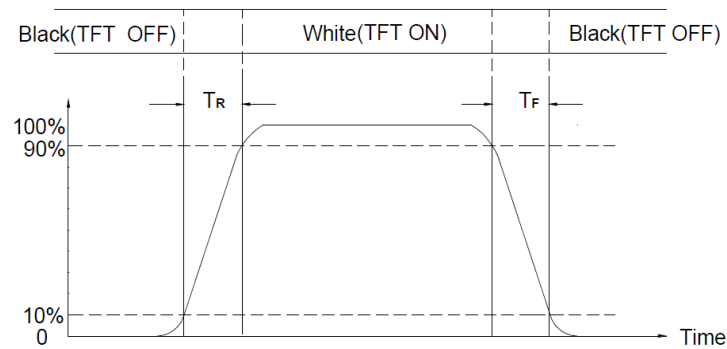 Black(TFT OFF) White(TFT ON) Black(TFT OFF)
TR TF
100%
90%
10%
0
Time